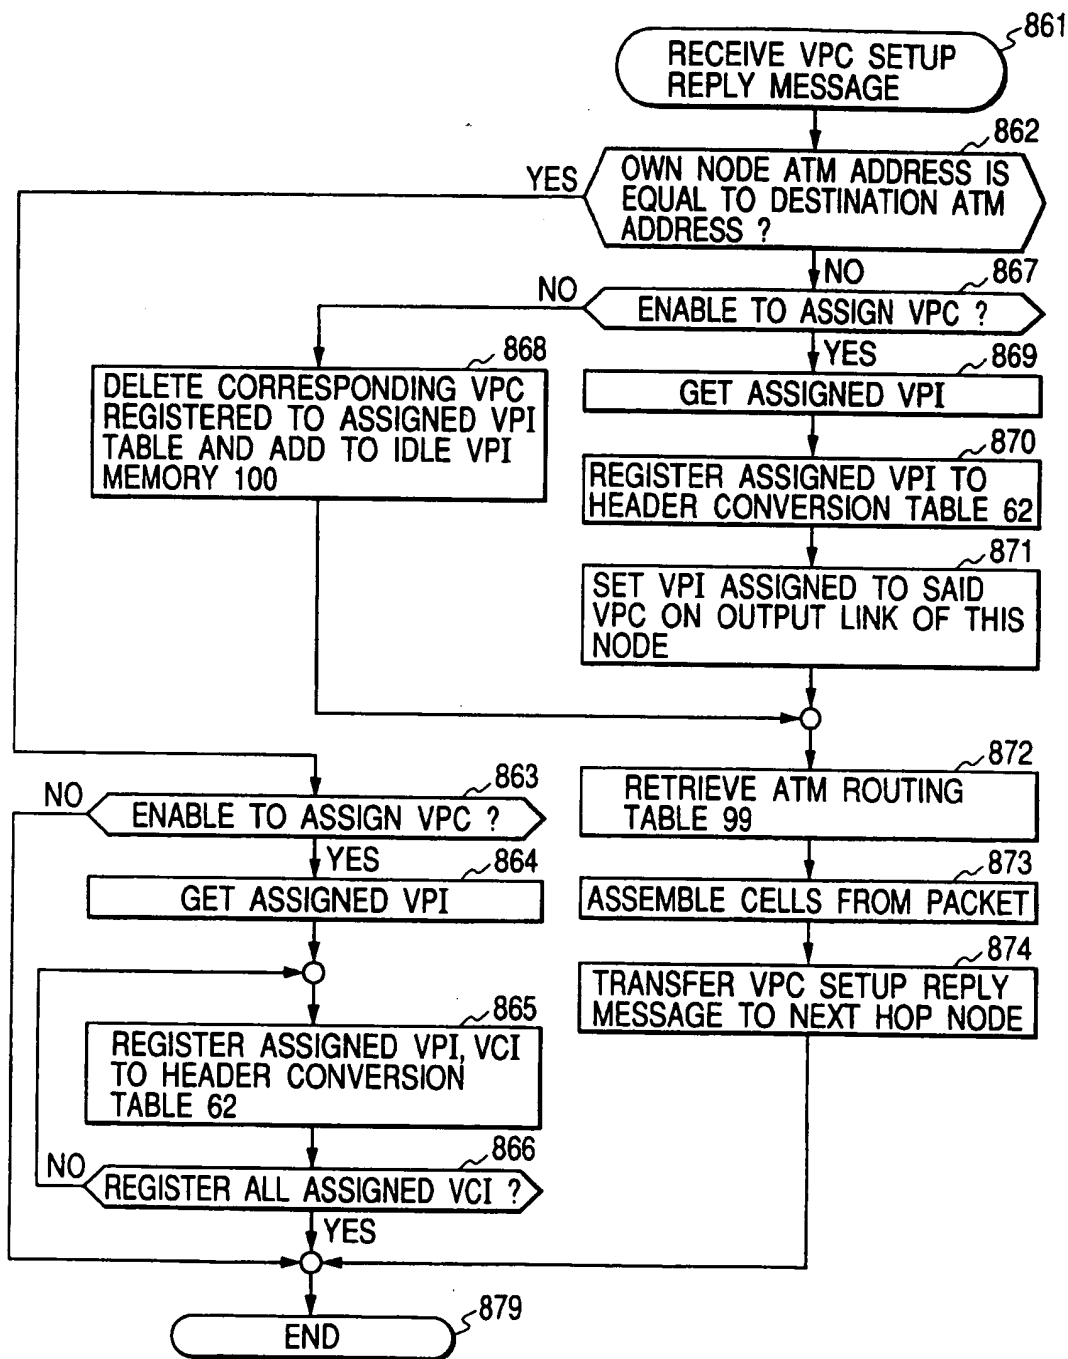 861
RECEIVE VPC SETUP
REPLY MESSAGE
862
YES
OWN NODE ATM ADDRESS IS
EQUAL TO DESTINATION ATM
ADDRESS ?
NO
867
NO
ENABLE TO ASSIGN VPC ?
YES
868
DELETE CORRESPONDING VPC
REGISTERED TO ASSIGNED VPI
TABLE AND ADD TO IDLE VPI
MEMORY 100
869
GET ASSIGNED VPI
870
REGISTER ASSIGNED VPI TO
HEADER CONVERSION TABLE 62
871
SET VPI ASSIGNED TO SAID
VPC ON OUTPUT LINK OF THIS
NODE
863
NO
ENABLE TO ASSIGN VPC ?
YES
864
GET ASSIGNED VPI
865
REGISTER ASSIGNED VPI, VCI
TO HEADER CONVERSION
TABLE 62
866
NO
REGISTER ALL ASSIGNED VCI ?
YES
872
RETRIEVE ATM ROUTING
TABLE 99
873
ASSEMBLE CELLS FROM PACKET
874
TRANSFER VPC SETUP REPLY
MESSAGE TO NEXT HOP NODE
879
END